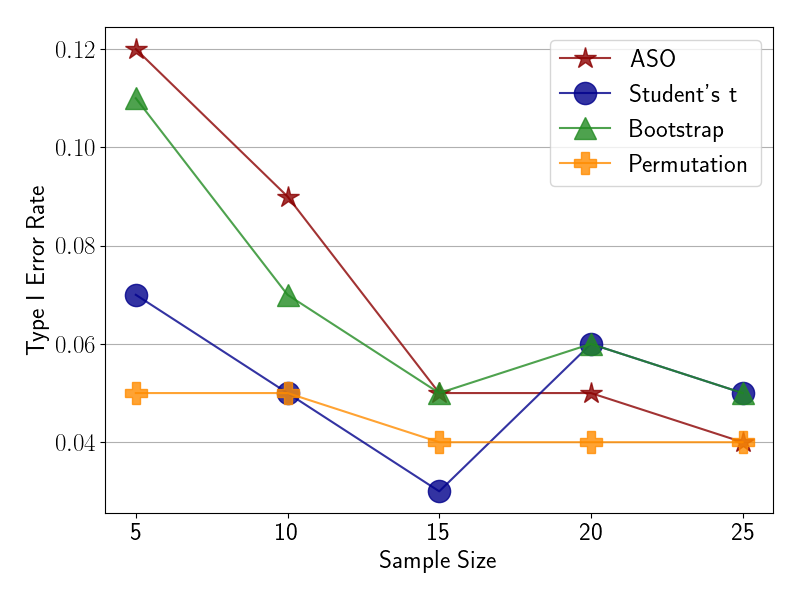 0.12
0.10
0.08
0.06
0.04
Type I Error Rate
5 10 15 20 25
Sample Size
ASO
Student's t
Bootstrap
Permutation